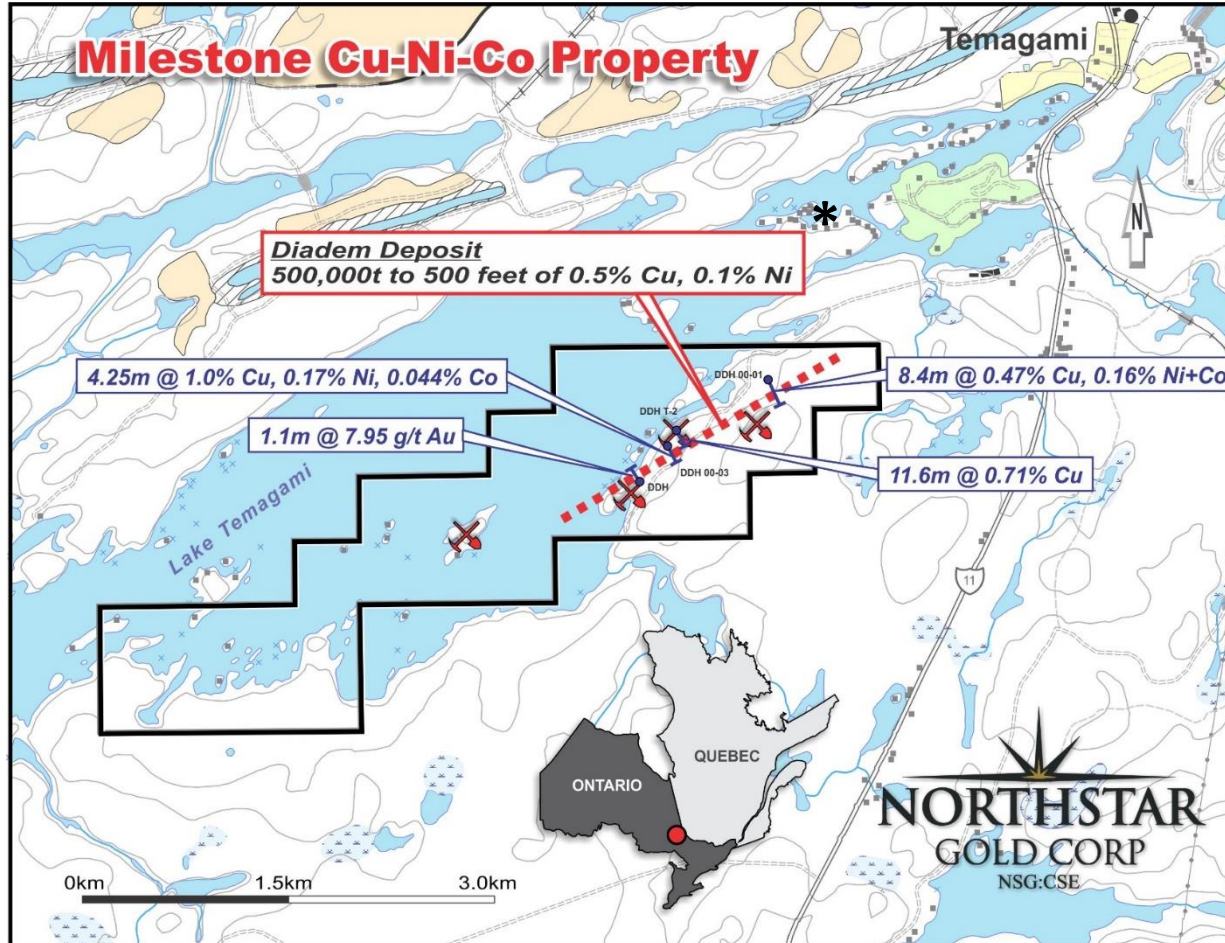 Milestone Cu-Ni-Co Property
Temagami
*
N
Diadem Deposit
500,000t to 500 feet of 0.5% Cu, 0.1% Ni
4.25m @ 1.0% Cu, 0.17% Ni, 0.044% Co
DDH 00-01
8.4m @ 0.47% Cu, 0.16% Ni+Co
DDH T-2
1.1m @ 7.95 g/t Au
DDH 00-03
11.6m @ 0.71% Cu
DDH
Lake Temagami
11
QUEBEC
ONTARIO
NORTHSTAR
GOLD CORP
NSG:CSE
0km 1.5km 3.0km